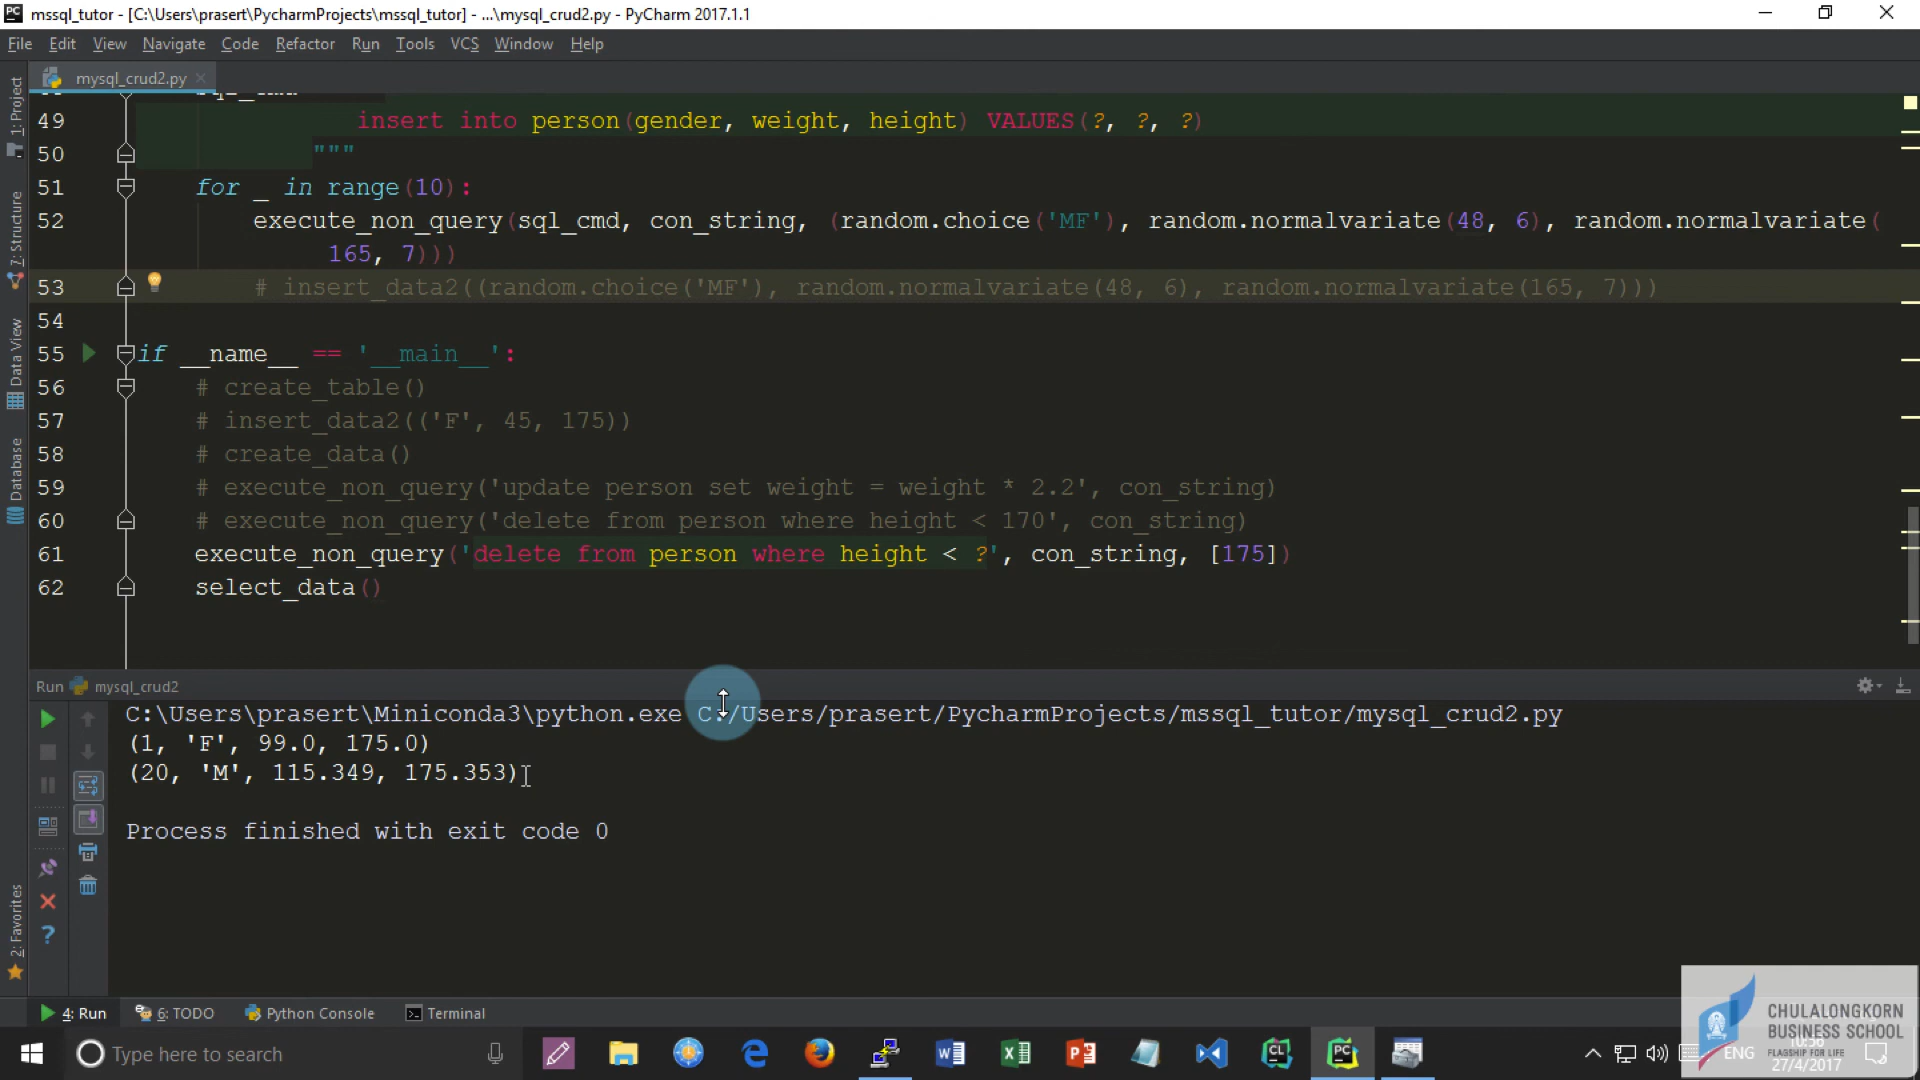 mssql_tutor - [C:\Users\prasert\PycharmProjects\mssql_tutor] - ...\mysql_crud2.py - PyCharm 2017.1.1
File Edit View Navigate Code Refactor Run Tools VCS Window Help
mysql_crud2.py
1: Project
7: Structure
Data View
Database
2: Favorites
49 insert into person(gender, weight, height) VALUES(?, ?, ?)
50 """
51 for _ in range(10):
52 execute_non_query(sql_cmd, con_string, (random.choice('MF'), random.normalvariate(48, 6), random.normalvariate(
165, 7)))
53 # insert_data2((random.choice('MF'), random.normalvariate(48, 6), random.normalvariate(165, 7)))
54
55 if __name__ == '__main__':
56 # create_table()
57 # insert_data2(('F', 45, 175))
58 # create_data()
59 # execute_non_query('update person set weight = weight * 2.2', con_string)
60 # execute_non_query('delete from person where height < 170', con_string)
61 execute_non_query('delete from person where height < ?', con_string, [175])
62 select_data()
Run mysql_crud2
C:\Users\prasert\Miniconda3\python.exe C:/Users/prasert/PycharmProjects/mssql_tutor/mysql_crud2.py
(1, 'F', 99.0, 175.0)
(20, 'M', 115.349, 175.353)
Process finished with exit code 0
4: Run 6: TODO Python Console Terminal
CHULALONGKORN
BUSINESS SCHOOL
FLAGSHIP FOR LIFE
Type here to search
ENG
10:56
27/4/2017